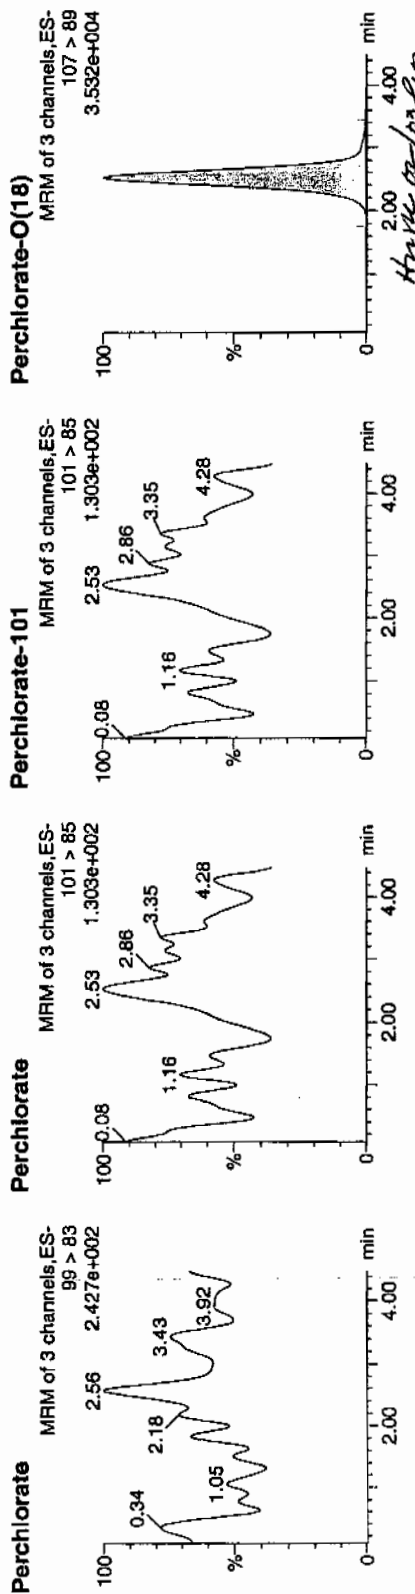 Perchlorate
MRM of 3 channels,ES-
99 > 83
2.427e+002
100
%
0
0.34
1.05
2.18
2.56
3.43
3.92
2.00
4.00
min
Perchlorate
MRM of 3 channels,ES-
101 > 85
1.303e+002
100
%
0
0.08
1.16
2.53
2.86
3.35
4.28
2.00
4.00
min
Perchlorate-101
MRM of 3 channels,ES-
101 > 85
1.303e+002
100
%
0
0.08
1.16
2.53
2.86
3.35
4.28
2.00
4.00
min
Perchlorate-O(18)
MRM of 3 channels,ES-
107 > 89
3.532e+004
100
%
0
2.00
4.00
min